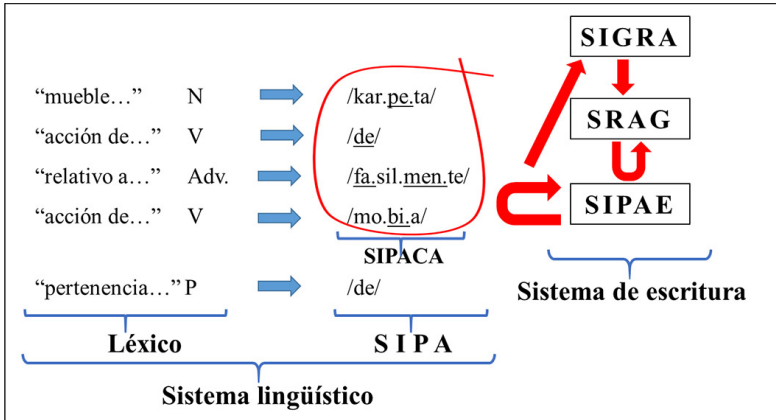 SIGRA
“mueble…” N /kar.pe.ta/
“acción de…” V /de/
SRAG
“relativo a…” Adv. /fa.sil.men.te/
“acción de…” V /mo.bi.a/
SIPAE
SIPACA
“pertenencia…” P /de/
Sistema de escritura
Léxico
S I P A
Sistema lingüístico